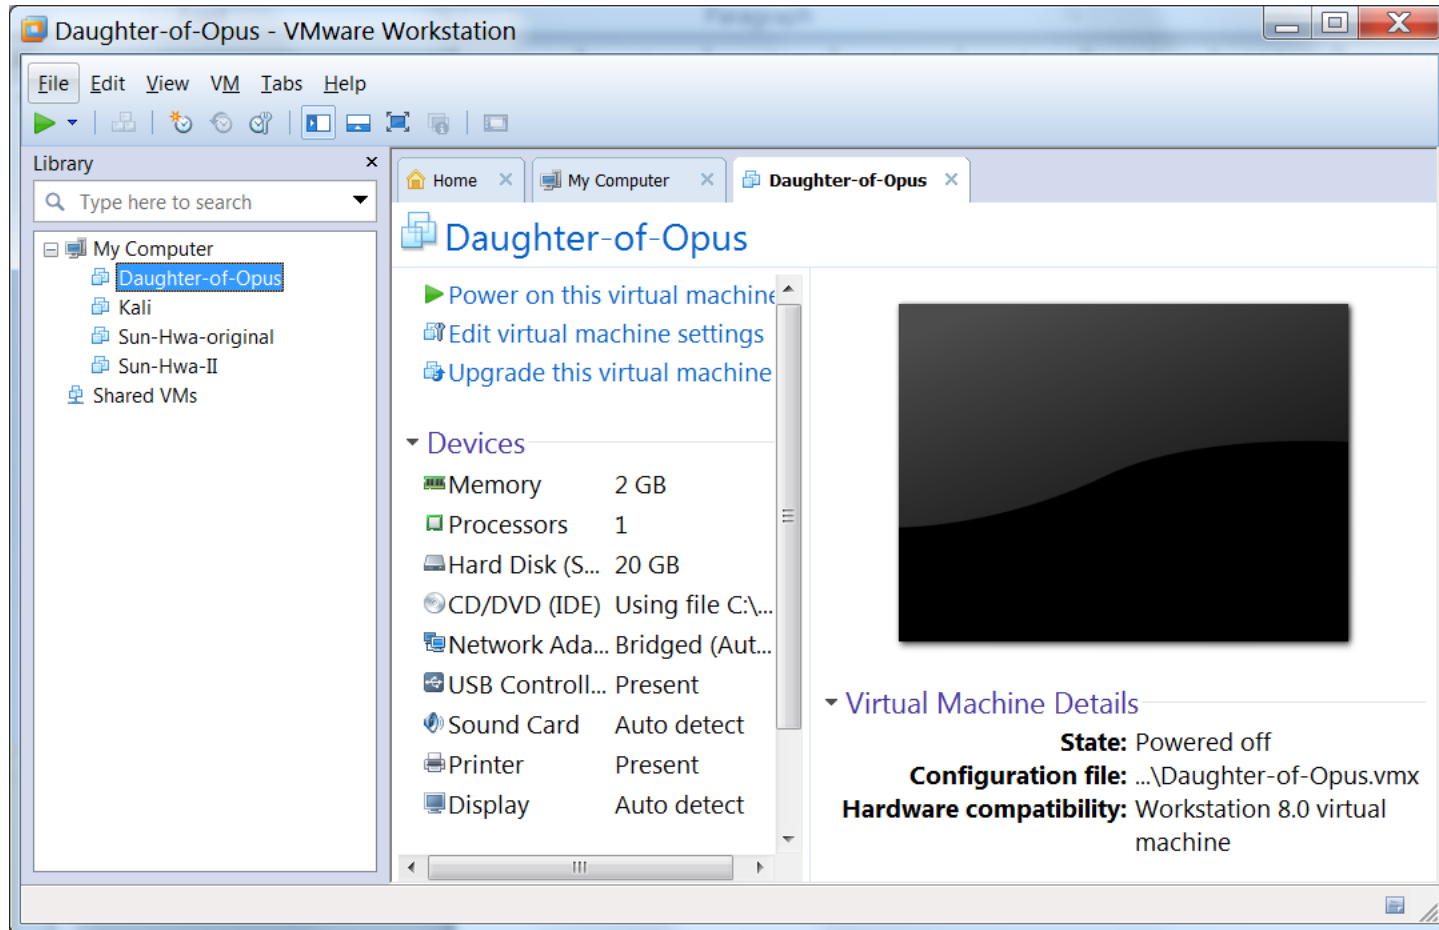 Daughter-of-Opus - VMware Workstation
Paragraph
File Edit View VM Tabs Help
Library
Type here to search
My Computer
Daughter-of-Opus
Kali
Sun-Hwa-original
Sun-Hwa-II
Shared VMs
Home
My Computer
Daughter-of-Opus
Daughter-of-Opus
Power on this virtual machine
Edit virtual machine settings
Upgrade this virtual machine
Devices
Memory 2 GB
Processors 1
Hard Disk (S... 20 GB
CD/DVD (IDE) Using file C:\...
Network Ada... Bridged (Aut...
USB Controll... Present
Sound Card Auto detect
Printer Present
Display Auto detect
Virtual Machine Details
State: Powered off
Configuration file: ...\Daughter-of-Opus.vmx
Hardware compatibility: Workstation 8.0 virtual
machine